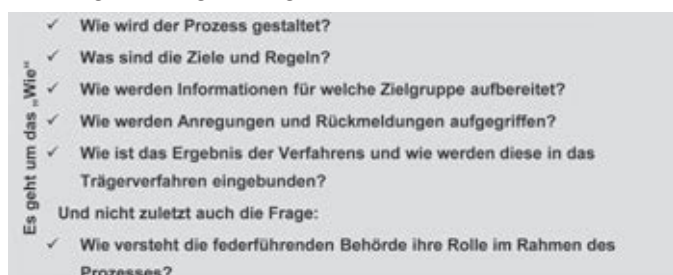 Es geht um das „Wie“
✓ Wie wird der Prozess gestaltet?
✓ Was sind die Ziele und Regeln?
✓ Wie werden Informationen für welche Zielgruppe aufbereitet?
✓ Wie werden Anregungen und Rückmeldungen aufgegriffen?
✓ Wie ist das Ergebnis der Verfahrens und wie werden diese in das
Trägerverfahren eingebunden?
Und nicht zuletzt auch die Frage:
✓ Wie versteht die federführenden Behörde ihre Rolle im Rahmen des
Prozesses?